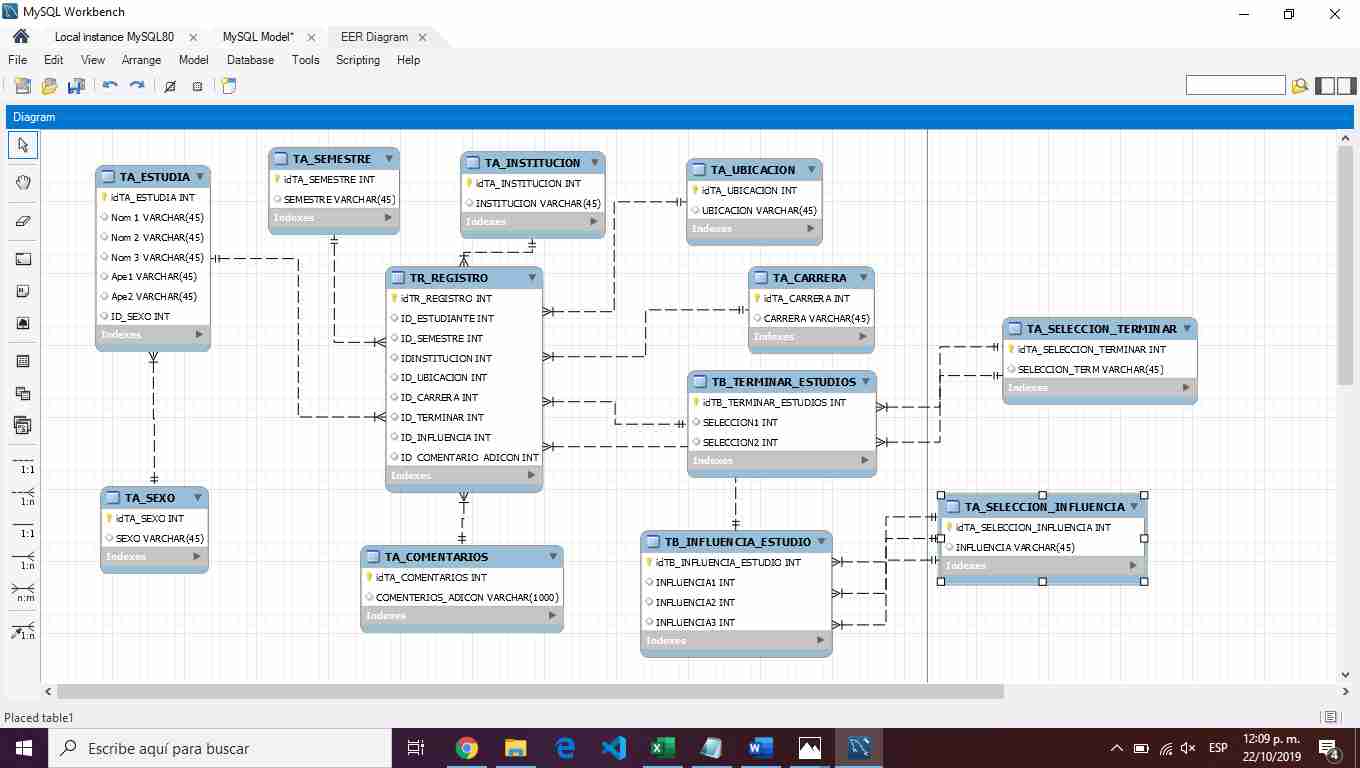 MySQL Workbench
Local instance MySQL80
MySQL Model*
EER Diagram
File Edit View Arrange Model Database Tools Scripting Help
Diagram
TA_ESTUDIA
idTA_ESTUDIA INT
Nom 1 VARCHAR(45)
Nom 2 VARCHAR(45)
Nom 3 VARCHAR(45)
Ape1 VARCHAR(45)
Ape2 VARCHAR(45)
ID_SEXO INT
Indexes
TA_SEMESTRE
idTA_SEMESTRE INT
SEMESTRE VARCHAR(45)
Indexes
TA_INSTITUCION
idTA_INSTITUCION INT
INSTITUCION VARCHAR(45)
Indexes
TA_UBICACION
idTA_UBICACION INT
UBICACION VARCHAR(45)
Indexes
TR_REGISTRO
idTR_REGISTRO INT
ID_ESTUDIANTE INT
ID_SEMESTRE INT
IDINSTITUCION INT
ID_UBICACION INT
ID_CARRERA INT
ID_TERMINAR INT
ID_INFLUENCIA INT
ID_COMENTARIO_ADICON INT
Indexes
TA_CARRERA
idTA_CARRERA INT
CARRERA VARCHAR(45)
Indexes
TA_SELECCION_TERMINAR
idTA_SELECCION_TERMINAR INT
SELECCION_TERM VARCHAR(45)
Indexes
TB_TERMINAR_ESTUDIOS
idTB_TERMINAR_ESTUDIOS INT
SELECCION1 INT
SELECCION2 INT
Indexes
TA_SEXO
idTA_SEXO INT
SEXO VARCHAR(45)
Indexes
TA_COMENTARIOS
idTA_COMENTARIOS INT
COMENTERIOS_ADICON VARCHAR(1000)
Indexes
TB_INFLUENCIA_ESTUDIO
idTB_INFLUENCIA_ESTUDIO INT
INFLUENCIA1 INT
INFLUENCIA2 INT
INFLUENCIA3 INT
Indexes
TA_SELECCION_INFLUENCIA
idTA_SELECCION_INFLUENCIA INT
INFLUENCIA VARCHAR(45)
Indexes
1:1
1:n
1:1
1:n
n:m
1:n
Placed table1
Escribe aquí para buscar
ESP
12:09 p. m.
22/10/2019
4